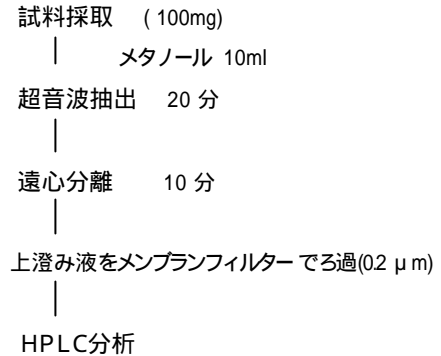 試料採取 (100mg)
メタノール 10ml
超音波抽出 20 分
遠心分離 10 分
上澄み液をメンブランフィルター でろ過(0.2 μm)
HPLC分析